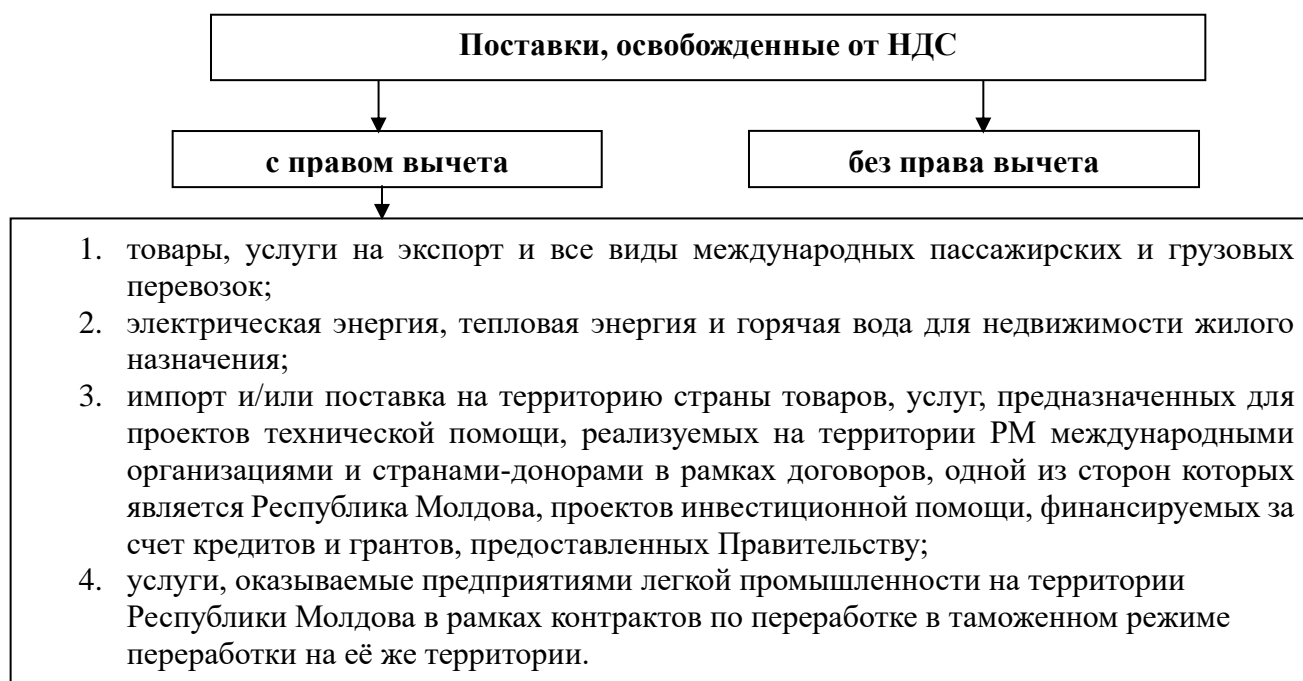 Поставки, освобожденные от НДС
с правом вычета
без права вычета
1. товары, услуги на экспорт и все виды международных пассажирских и грузовых
перевозок;
2. электрическая энергия, тепловая энергия и горячая вода для недвижимости жилого
назначения;
3. импорт и/или поставка на территорию страны товаров, услуг, предназначенных для
проектов технической помощи, реализуемых на территории РМ международными
организациями и странами-донорами в рамках договоров, одной из сторон которых
является Республика Молдова, проектов инвестиционной помощи, финансируемых за
счет кредитов и грантов, предоставленных Правительству;
4. услуги, оказываемые предприятиями легкой промышленности на территории
Республики Молдова в рамках контрактов по переработке в таможенном режиме
переработки на её же территории.